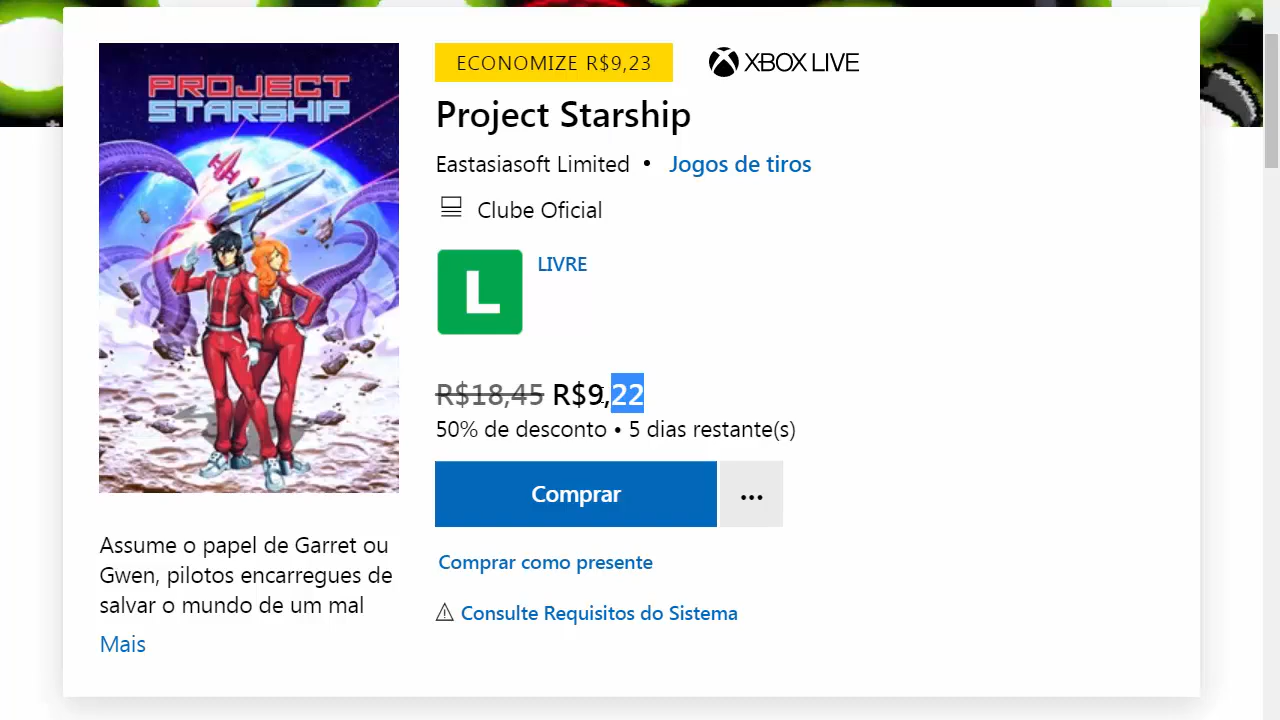 PROJECT
STARSHIP
ECONOMIZE R$9,23
XBOX LIVE
Project Starship
Eastasiasoft Limited • Jogos de tiros
Clube Oficial
L
LIVRE
R$18,45 R$9,22
50% de desconto • 5 dias restante(s)
Comprar
...
Comprar como presente
Consulte Requisitos do Sistema
Assume o papel de Garret ou
Gwen, pilotos encarregues de
salvar o mundo de um mal
Mais